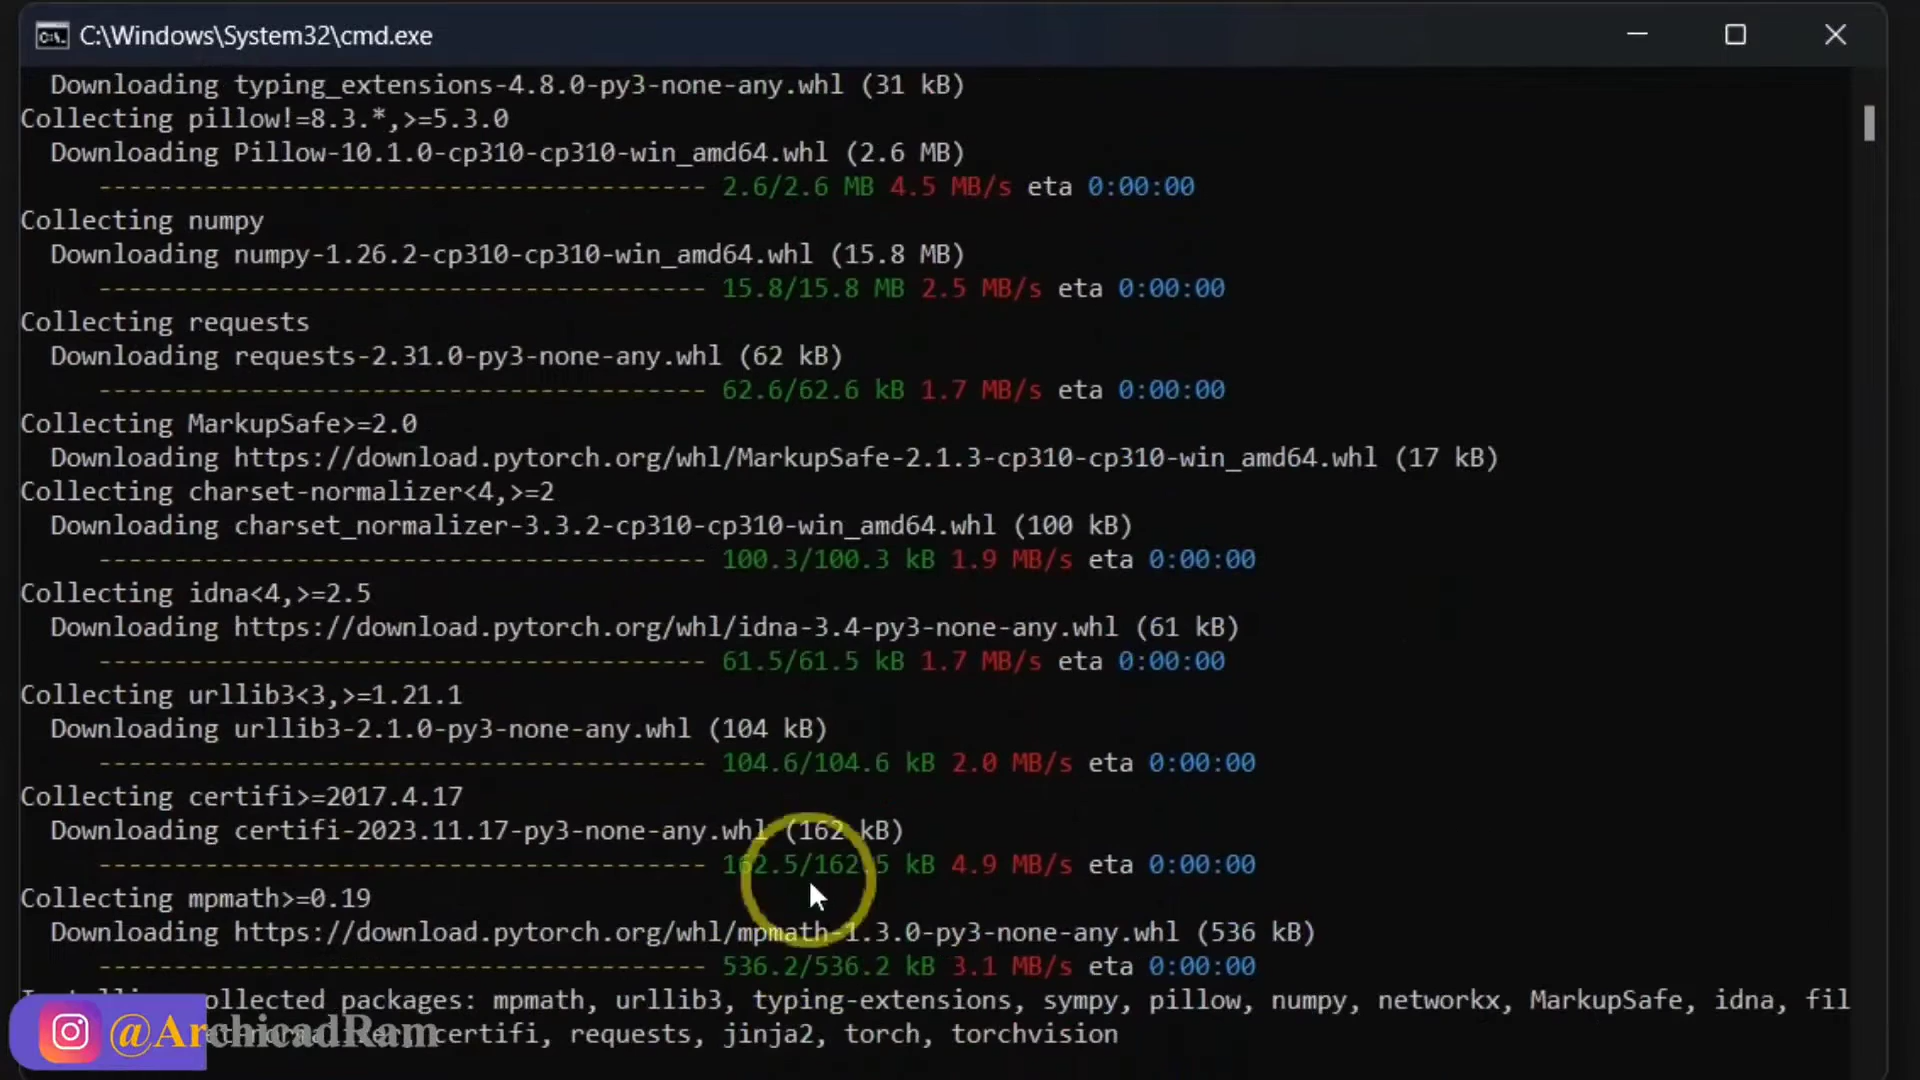 C:\Windows\System32\cmd.exe
Downloading typing_extensions-4.8.0-py3-none-any.whl (31 kB)
Collecting pillow!=8.3.*,>=5.3.0
Downloading Pillow-10.1.0-cp310-cp310-win_amd64.whl (2.6 MB)
---------------------------------------- 2.6/2.6 MB 4.5 MB/s eta 0:00:00
Collecting numpy
Downloading numpy-1.26.2-cp310-cp310-win_amd64.whl (15.8 MB)
---------------------------------------- 15.8/15.8 MB 2.5 MB/s eta 0:00:00
Collecting requests
Downloading requests-2.31.0-py3-none-any.whl (62 kB)
---------------------------------------- 62.6/62.6 kB 1.7 MB/s eta 0:00:00
Collecting MarkupSafe>=2.0
Downloading https://download.pytorch.org/whl/MarkupSafe-2.1.3-cp310-cp310-win_amd64.whl (17 kB)
Collecting charset-normalizer<4,>=2
Downloading charset_normalizer-3.3.2-cp310-cp310-win_amd64.whl (100 kB)
---------------------------------------- 100.3/100.3 kB 1.9 MB/s eta 0:00:00
Collecting idna<4,>=2.5
Downloading https://download.pytorch.org/whl/idna-3.4-py3-none-any.whl (61 kB)
---------------------------------------- 61.5/61.5 kB 1.7 MB/s eta 0:00:00
Collecting urllib3<3,>=1.21.1
Downloading urllib3-2.1.0-py3-none-any.whl (104 kB)
---------------------------------------- 104.6/104.6 kB 2.0 MB/s eta 0:00:00
Collecting certifi>=2017.4.17
Downloading certifi-2023.11.17-py3-none-any.whl (162 kB)
---------------------------------------- 162.5/162.5 kB 4.9 MB/s eta 0:00:00
Collecting mpmath>=0.19
Downloading https://download.pytorch.org/whl/mpmath-1.3.0-py3-none-any.whl (536 kB)
---------------------------------------- 536.2/536.2 kB 3.1 MB/s eta 0:00:00
collected packages: mpmath, urllib3, typing-extensions, sympy, pillow, numpy, networkx, MarkupSafe, idna, fil
certifi, requests, jinja2, torch, torchvision
@ArchicadRam